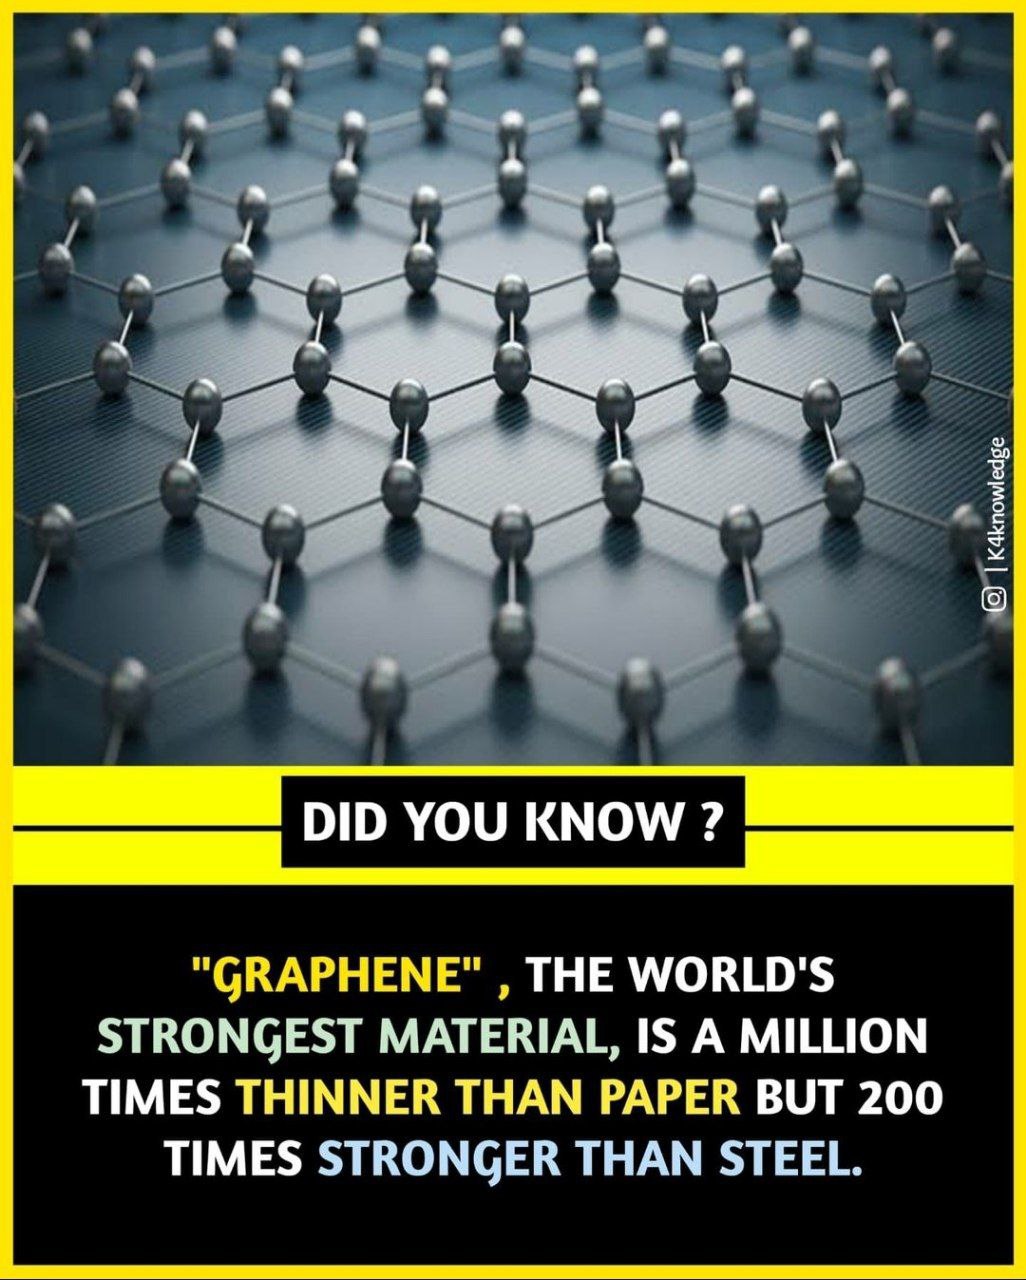 | K4knowledge
DID YOU KNOW ?
"GRAPHENE" , THE WORLD'S
STRONGEST MATERIAL, IS A MILLION
TIMES THINNER THAN PAPER BUT 200
TIMES STRONGER THAN STEEL.